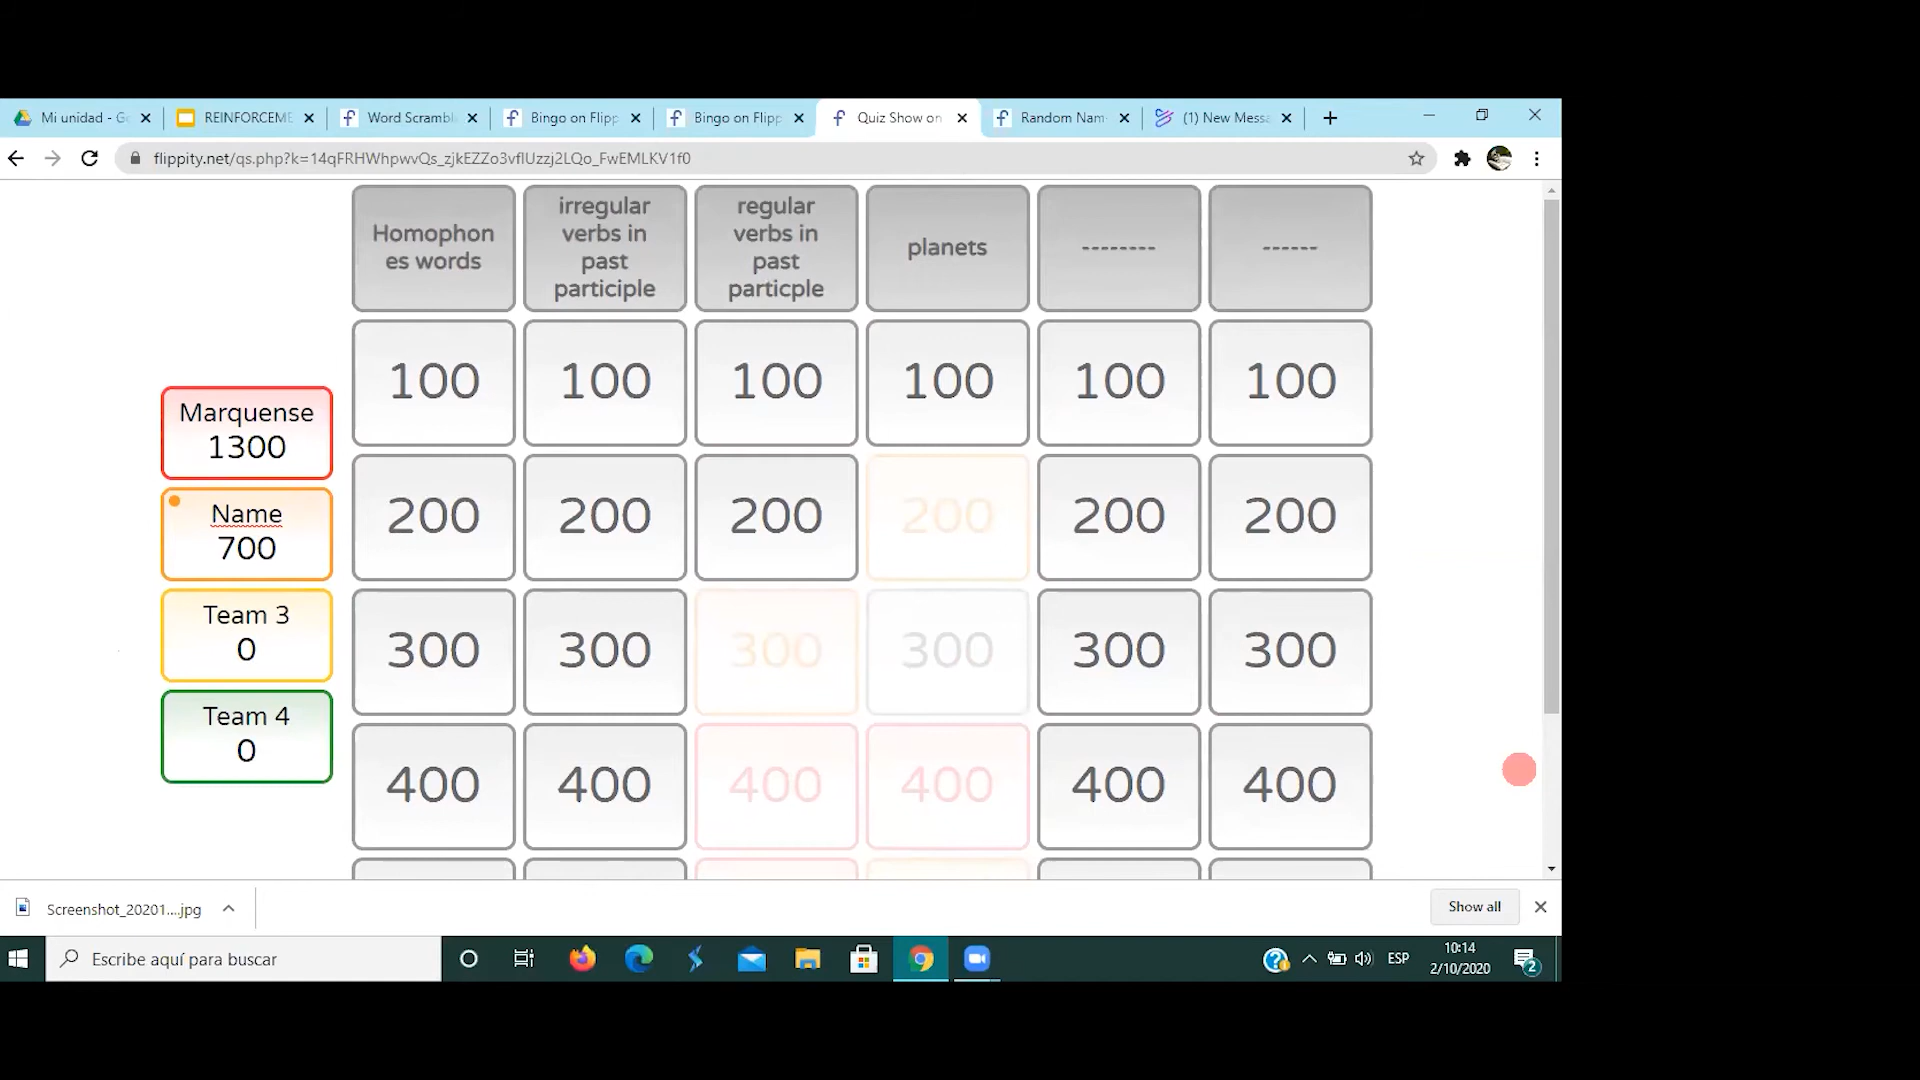 Mi unidad - Go
REINFORCEME
Word Scrambl
Bingo on Flipp
Bingo on Flipp
Quiz Show on
Random Nam
(1) New Messa
flippity.net/qs.php?k=14qFRHWhpwvQs_zjkEZZo3vflUzzj2LQo_FwEMLKV1f0
Homophon
es words
irregular
verbs in
past
participle
regular
verbs in
past
particple
planets
--------
------
100 100 100 100 100 100
200 200 200 200 200 200
300 300 300 300 300 300
400 400 400 400 400 400
Marquense
1300
Name
700
Team 3
0
Team 4
0
Screenshot_20201....jpg
Show all
Escribe aquí para buscar
ESP
10:14
2/10/2020
2